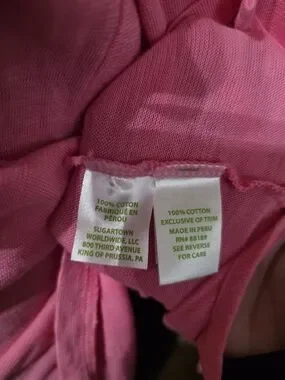 100% COTTON
FABRIQUÉ EN
PÉROU
SUGARTOWN
WORLDWIDE, LLC
800 THIRD AVENUE
KING OF PRUSSIA, PA
100% COTTON
EXCLUSIVE OF TRIM
MADE IN PERU
RN# 88189
SEE REVERSE
FOR CARE